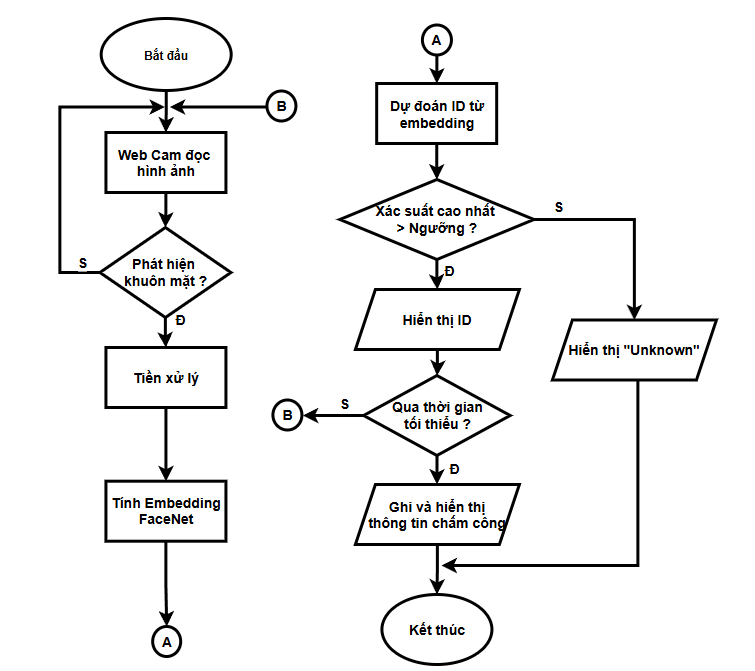 Bắt đầu
B
Web Cam đọc
hình ảnh
S
Phát hiện
khuôn mặt ?
Đ
Tiền xử lý
Tính Embedding
FaceNet
A
A
Dự đoán ID từ
embedding
Xác suất cao nhất
> Ngưỡng ?
S
Đ
Hiển thị ID
Hiển thị "Unknown"
B
S
Qua thời gian
tối thiểu ?
Đ
Ghi và hiển thị
thông tin chấm công
Kết thúc